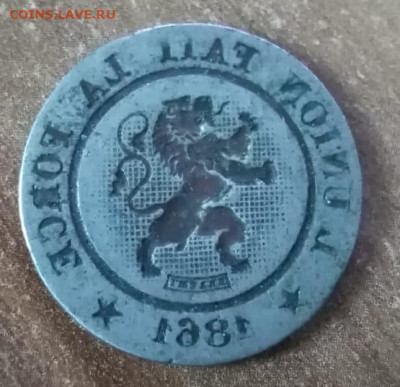 COINS.LAVE.RU
L'UNION FAIT LA FORCE
1861